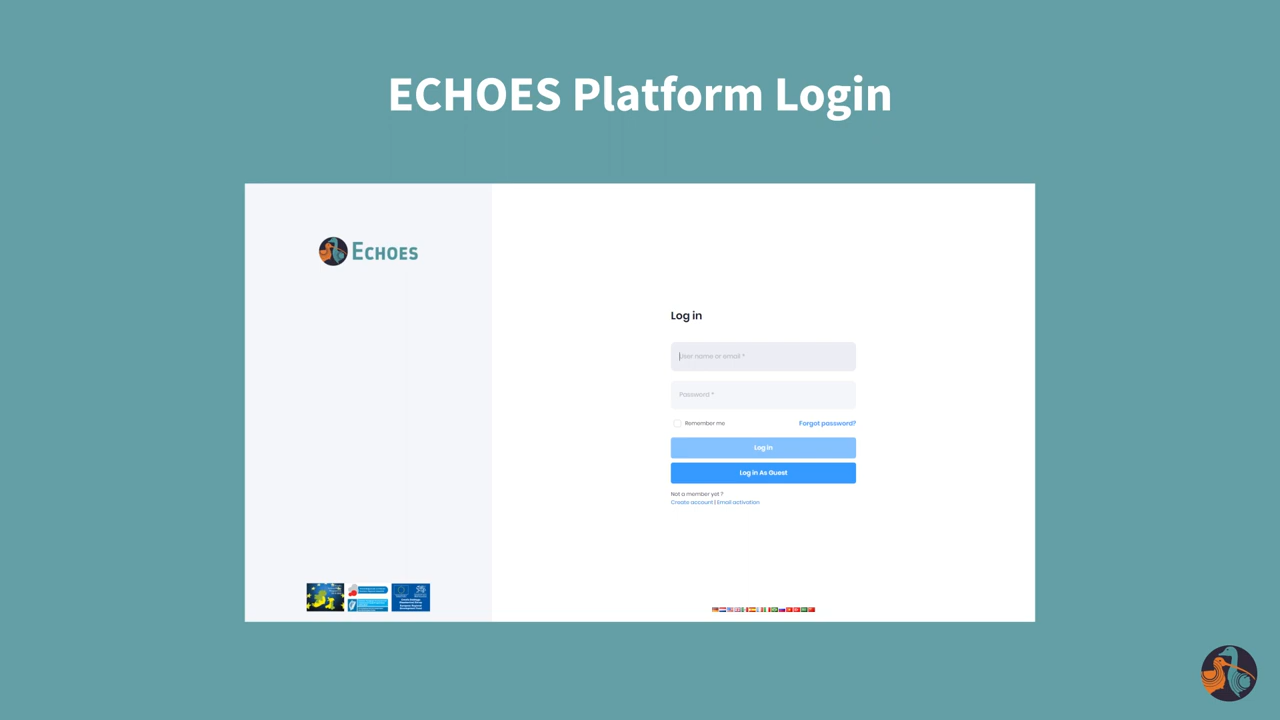 ECHOES Platform Login
ECHOES
Log in
User name or email *
Password *
Remember me
Forgot password?
Log in
Log in As Guest
Not a member yet ?
Create account | Email activation